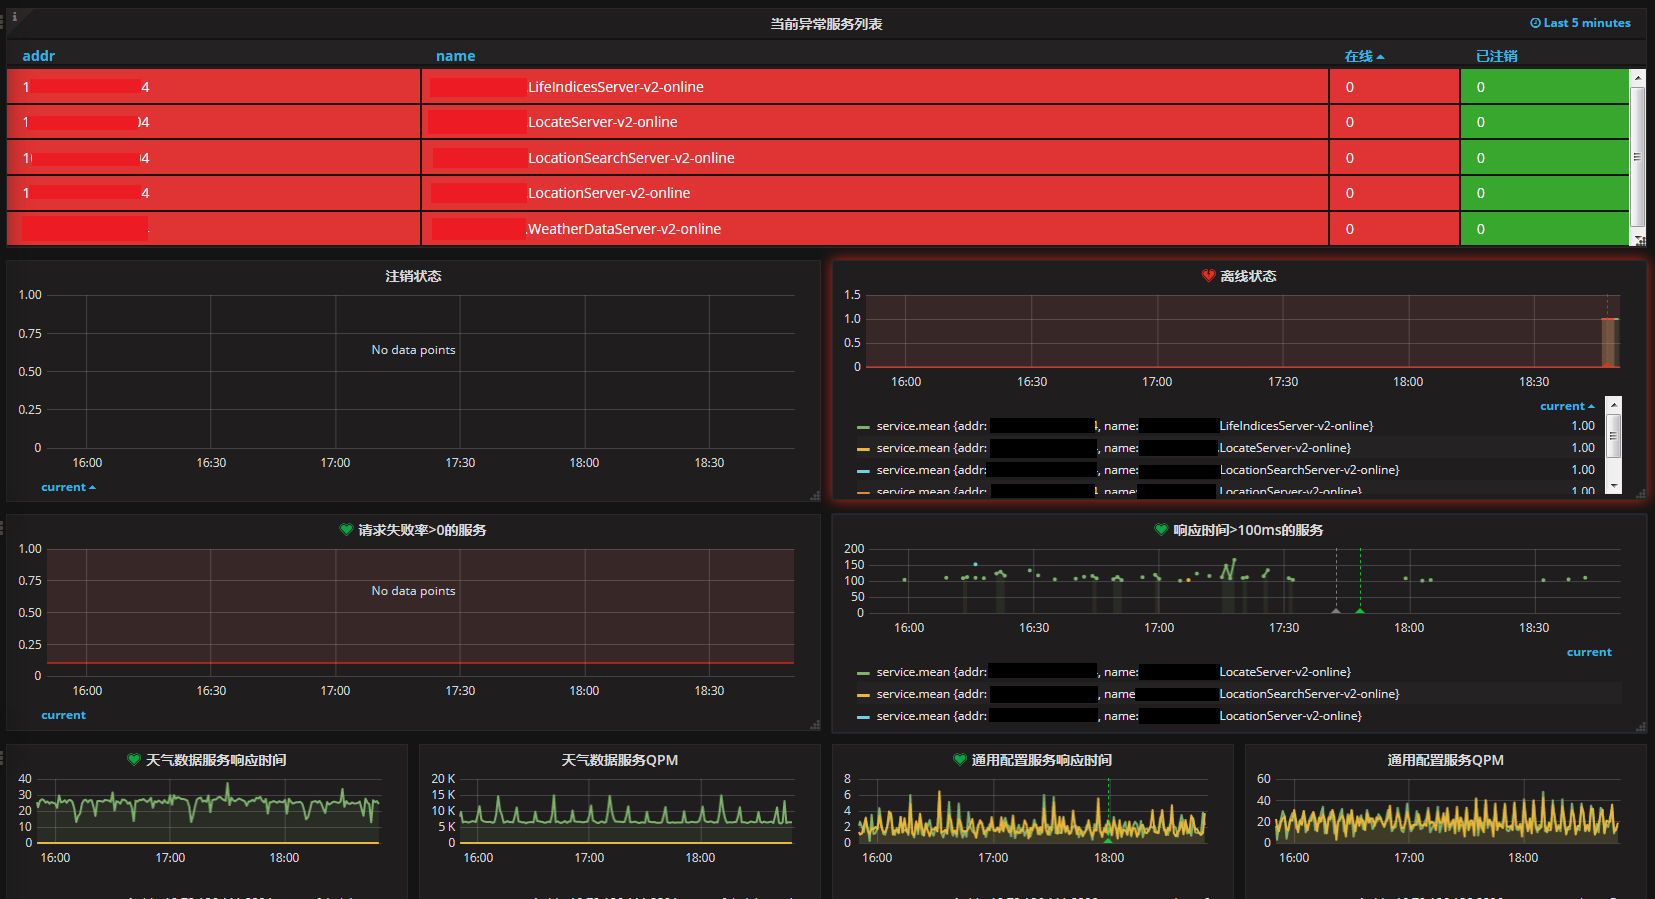 当前异常服务列表
Last 5 minutes
addr name 在线 已注销
1 4 LifeIndicesServer-v2-online 0 0
1 04 LocateServer-v2-online 0 0
4 LocationSearchServer-v2-online 0 0
1 4 LocationServer-v2-online 0 0
.WeatherDataServer-v2-online 0 0
注销状态
1.00
0.75
0.50
0.25
0
No data points
16:00 16:30 17:00 17:30 18:00 18:30
current
离线状态
1.5
1.0
0.5
0
16:00 16:30 17:00 17:30 18:00 18:30
current
service.mean {addr: , name: LifeIndicesServer-v2-online} 1.00
service.mean {addr: , name: .LocateServer-v2-online} 1.00
service.mean {addr: , name: LocationSearchServer-v2-online} 1.00
service.mean {addr: , name: LocationServer-v2-online} 1.00
请求失败率>0的服务
1.00
0.75
0.50
0.25
0
No data points
16:00 16:30 17:00 17:30 18:00 18:30
current
响应时间>100ms的服务
200
150
100
50
0
16:00 16:30 17:00 17:30 18:00 18:30
current
service.mean {addr: , name: LocateServer-v2-online}
service.mean {addr: , name LocationSearchServer-v2-online}
service.mean {addr: , name: LocationServer-v2-online}
天气数据服务响应时间
40
30
20
10
0
16:00 17:00 18:00
天气数据服务QPM
20 K
15 K
10 K
5 K
0
16:00 17:00 18:00
通用配置服务响应时间
8
6
4
2
0
16:00 17:00 18:00
通用配置服务QPM
60
40
20
0
16:00 17:00 18:00